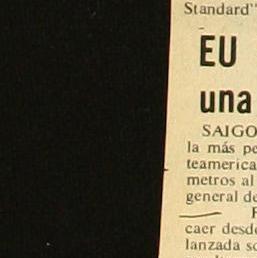 Standard"
EU
una
SAIGO
la más pe
teamerica
metros al
general de
caer desde
lanzada so